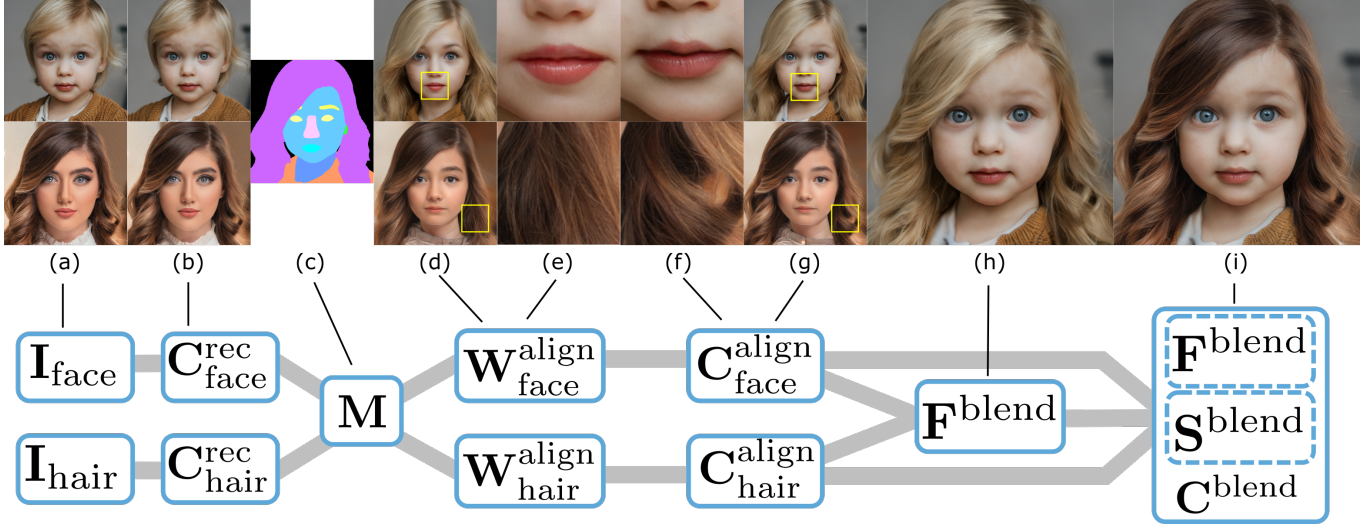 (a) (b) (c) (d) (e) (f) (g) (h) (i)
I_face C^rec_face M W^align_face C^align_face F^blend F^blend
S^blend
I_hair C^rec_hair W^align_hair C^align_hair C^blend